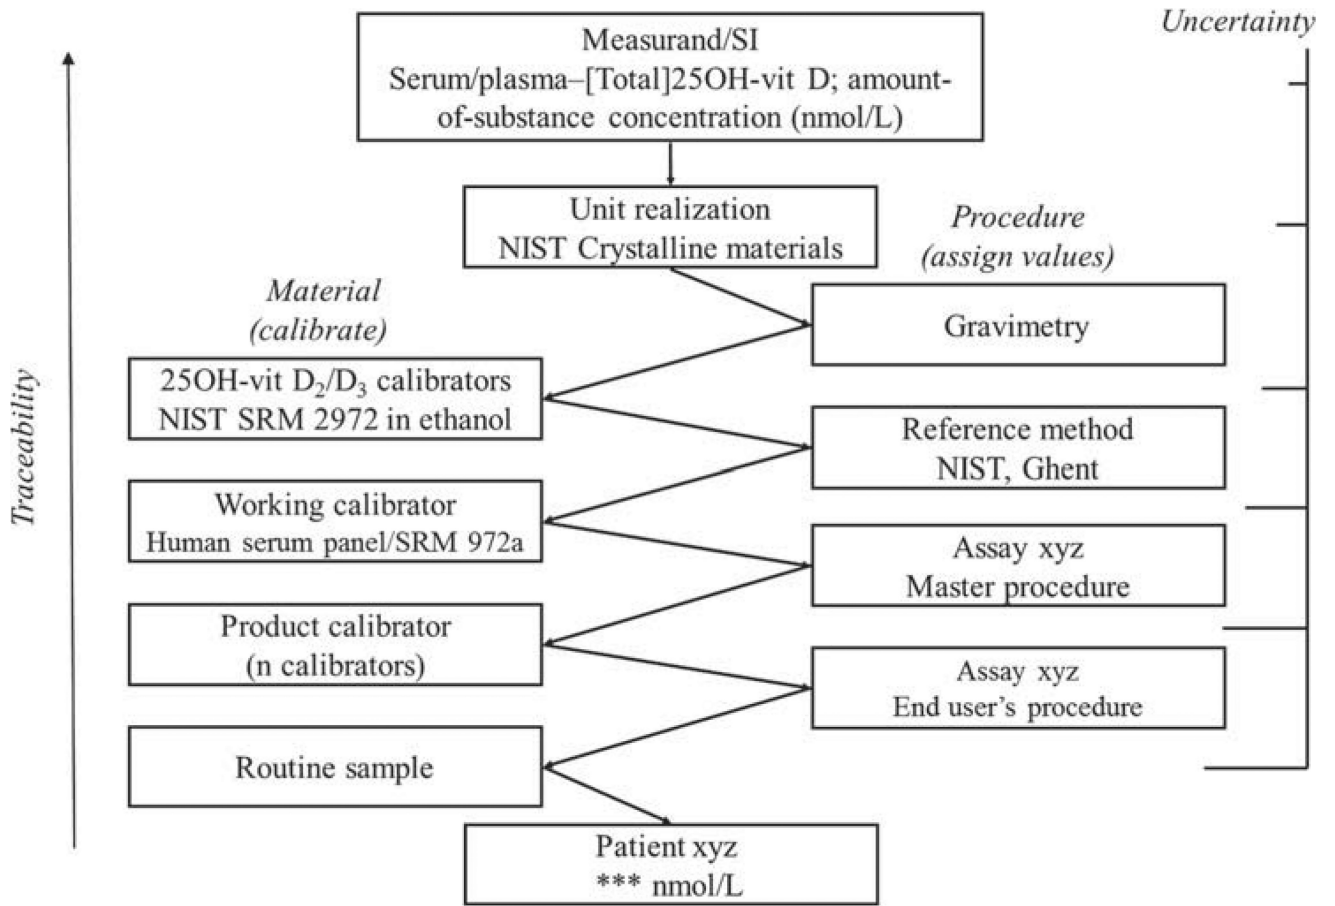 Uncertainty
Measurand/SI
Serum/plasma–[Total]25OH-vit D; amount-
of-substance concentration (nmol/L)
Unit realization
NIST Crystalline materials
Procedure
(assign values)
Gravimetry
Material
(calibrate)
25OH-vit D₂/D₃ calibrators
NIST SRM 2972 in ethanol
Reference method
NIST, Ghent
Traceability
Working calibrator
Human serum panel/SRM 972a
Assay xyz
Master procedure
Product calibrator
(n calibrators)
Assay xyz
End user's procedure
Routine sample
Patient xyz
*** nmol/L